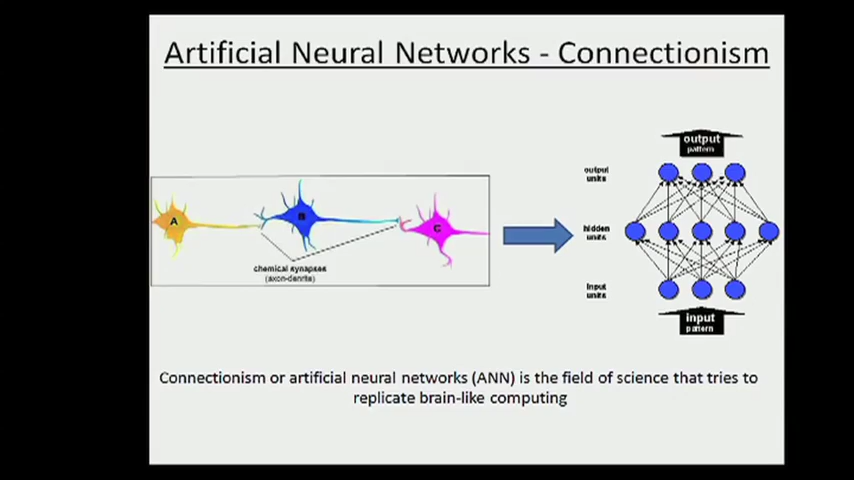 Artificial Neural Networks - Connectionism
output
pattern
output
units
A
B
C
hidden
units
chemical synapses
(axon-denrite)
input
units
input
pattern
Connectionism or artificial neural networks (ANN) is the field of science that tries to
replicate brain-like computing